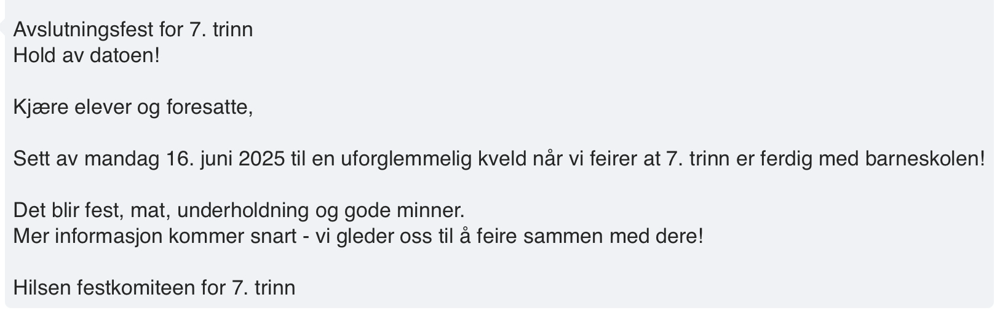 Avslutningsfest for 7. trinn
Hold av datoen!
Kjære elever og foresatte,
Sett av mandag 16. juni 2025 til en uforglemmelig kveld når vi feirer at 7. trinn er ferdig med barneskolen!
Det blir fest, mat, underholdning og gode minner.
Mer informasjon kommer snart - vi gleder oss til å feire sammen med dere!
Hilsen festkomiteen for 7. trinn